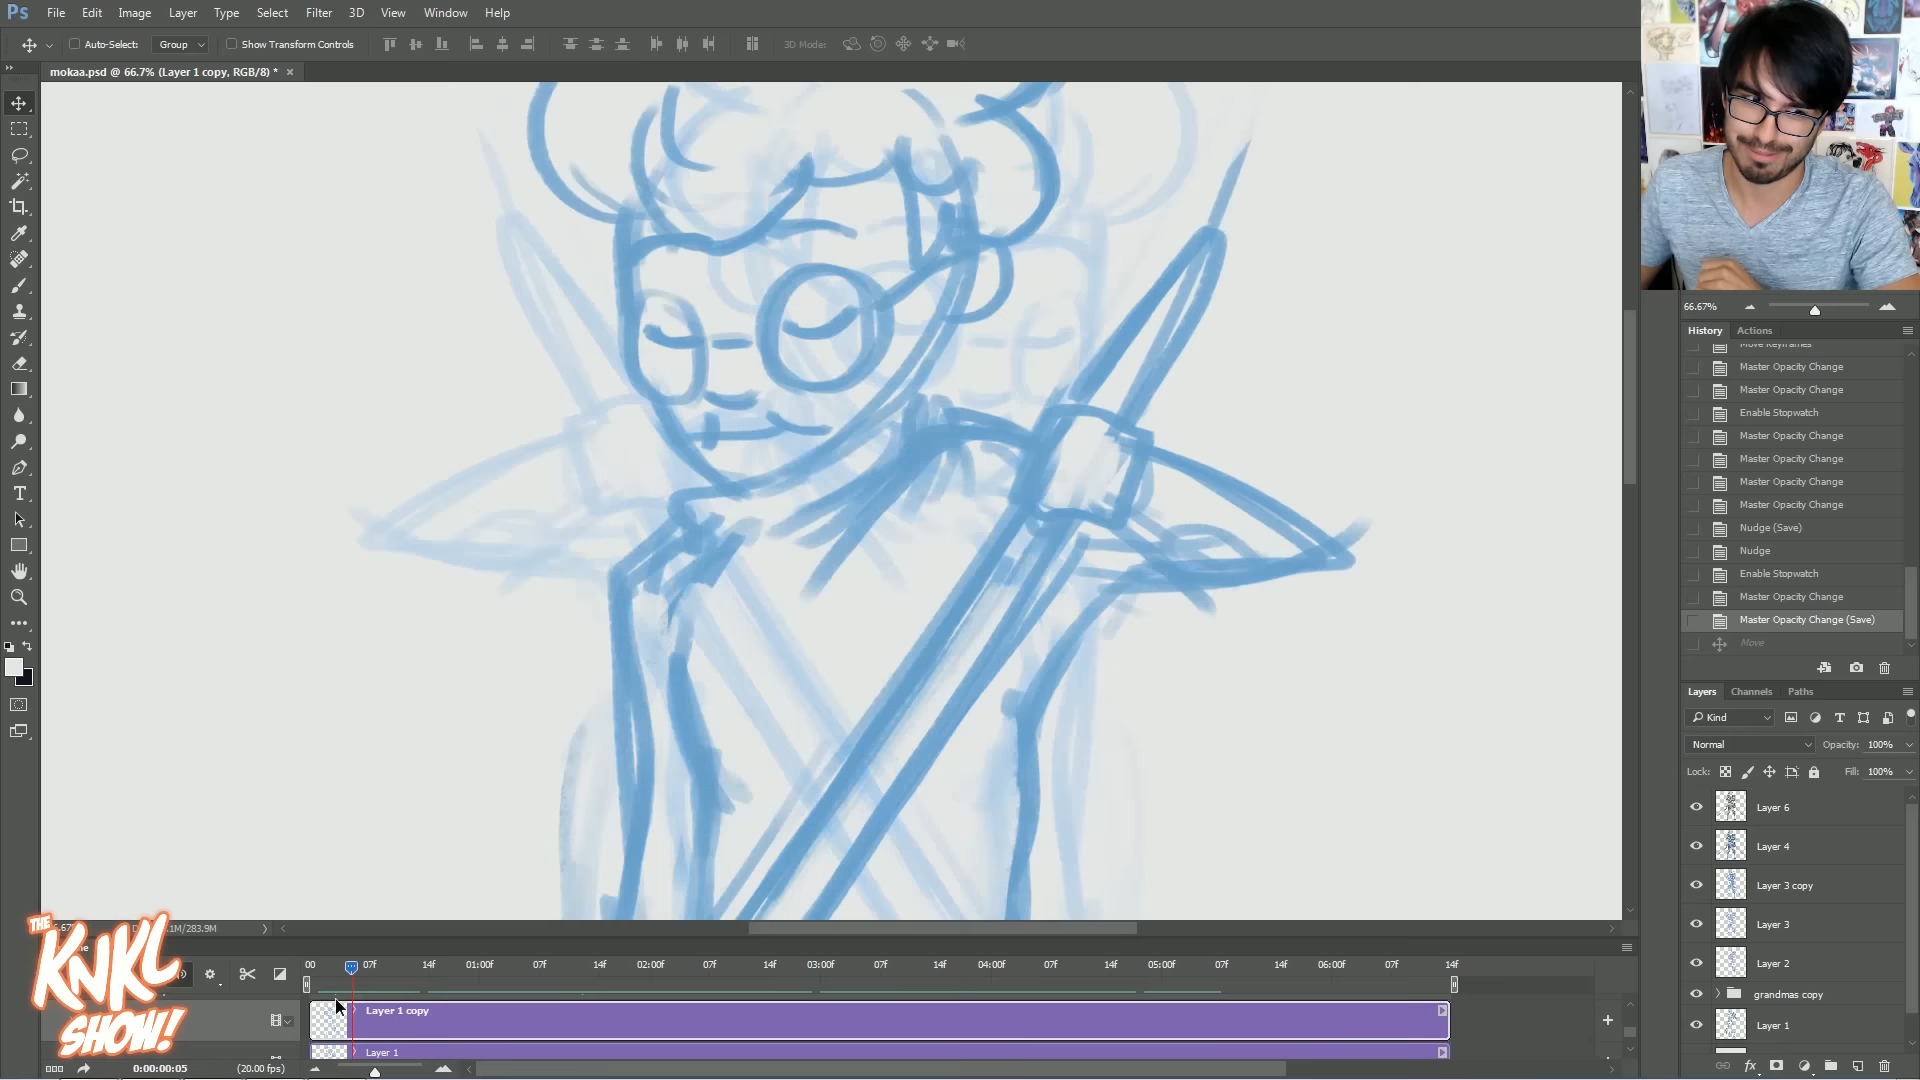 Ps File Edit Image Layer Type Select Filter 3D View Window Help
Auto-Select: Group Show Transform Controls 3D Mode:
mokaa.psd @ 66.7% (Layer 1 copy, RGB/8) * ×
66.67%
History Actions
Move Keyframes
Master Opacity Change
Master Opacity Change
Enable Stopwatch
Master Opacity Change
Master Opacity Change
Master Opacity Change
Master Opacity Change
Nudge (Save)
Nudge
Enable Stopwatch
Master Opacity Change
Master Opacity Change (Save)
Move
Layers Channels Paths
Kind
Normal Opacity: 100%
Lock: Fill: 100%
Layer 6
Layer 4
Layer 3 copy
Layer 3
Layer 2
grandmas copy
Layer 1
1M/283.9M
THE KNKL SHOW!
00 07f 14f 01:00f 07f 14f 02:00f 07f 14f 03:00f 07f 14f 04:00f 07f 14f 05:00f 07f 14f 06:00f 07f 14f
Layer 1 copy
Layer 1
0:00:00:05 (20.00 fps)